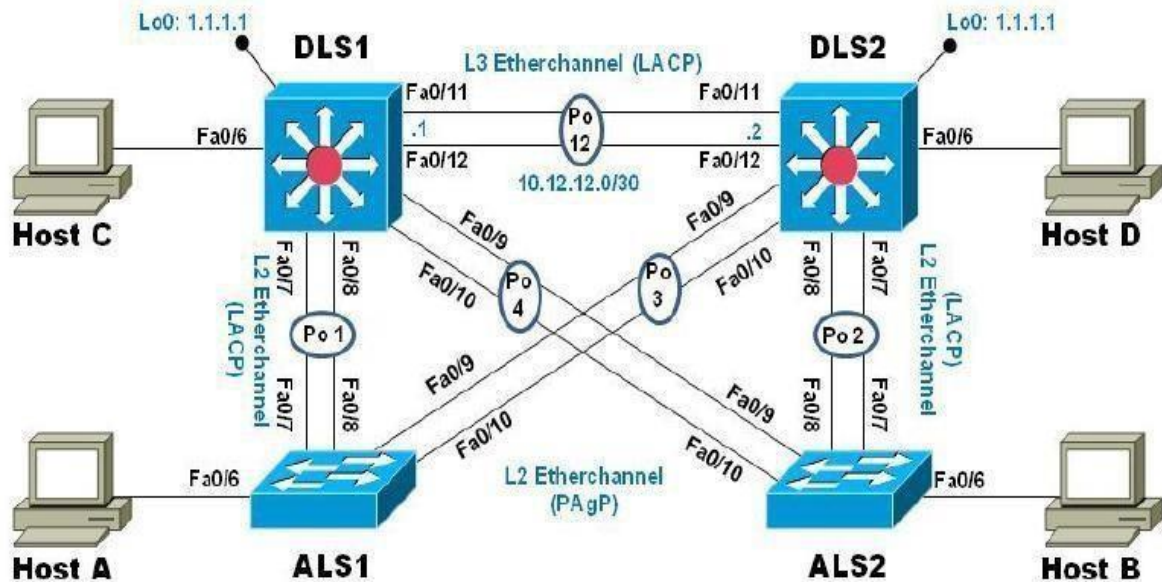 Lo0: 1.1.1.1
Lo0: 1.1.1.1
DLS1
DLS2
L3 Etherchannel (LACP)
Fa0/11
Fa0/11
Fa0/6
.1
Po
12
.2
Fa0/6
Fa0/12
Fa0/12
10.12.12.0/30
Host C
Host D
Fa0/9
Fa0/9
Fa0/7
Fa0/8
Fa0/10
Po
4
Po
3
Fa0/10
Fa0/8
Fa0/7
L2 Etherchannel
(LACP)
Po 1
Po 2
L2 Etherchannel
(LACP)
Fa0/7
Fa0/8
Fa0/9
Fa0/10
Fa0/9
Fa0/10
Fa0/8
Fa0/7
Fa0/6
L2 Etherchannel
(PAgP)
Fa0/6
Host A
ALS1
ALS2
Host B